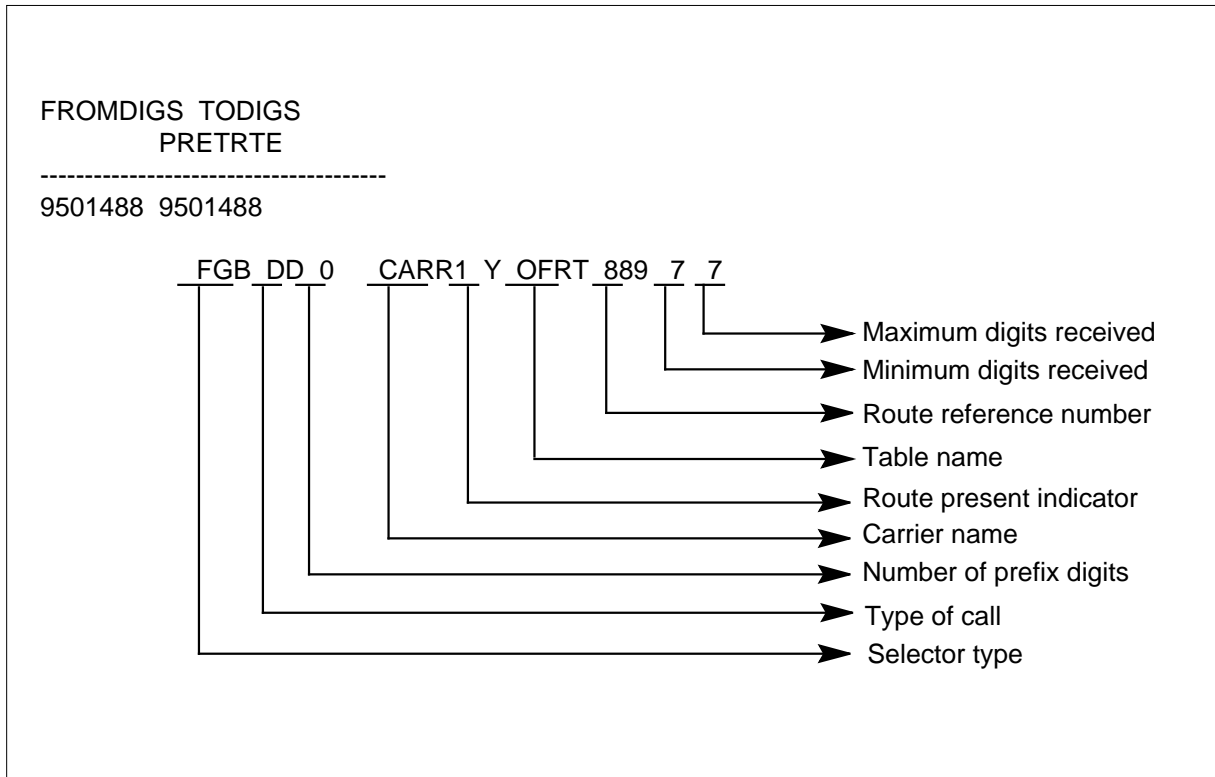 FROMDIGS TODIGS
PRETRTE
---------------------------------------
9501488 9501488
FGB DD 0 CARR1 Y OFRT 889 7 7
Maximum digits received
Minimum digits received
Route reference number
Table name
Route present indicator
Carrier name
Number of prefix digits
Type of call
Selector type